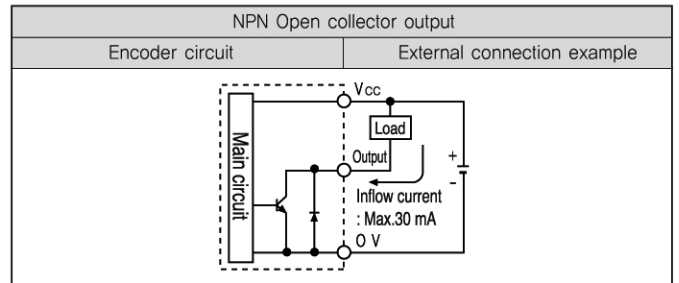 NPN Open collector output
Encoder circuit
External connection example
Vcc
Load
Main circuit
Output
+
-
Inflow current
: Max.30 mA
0 V